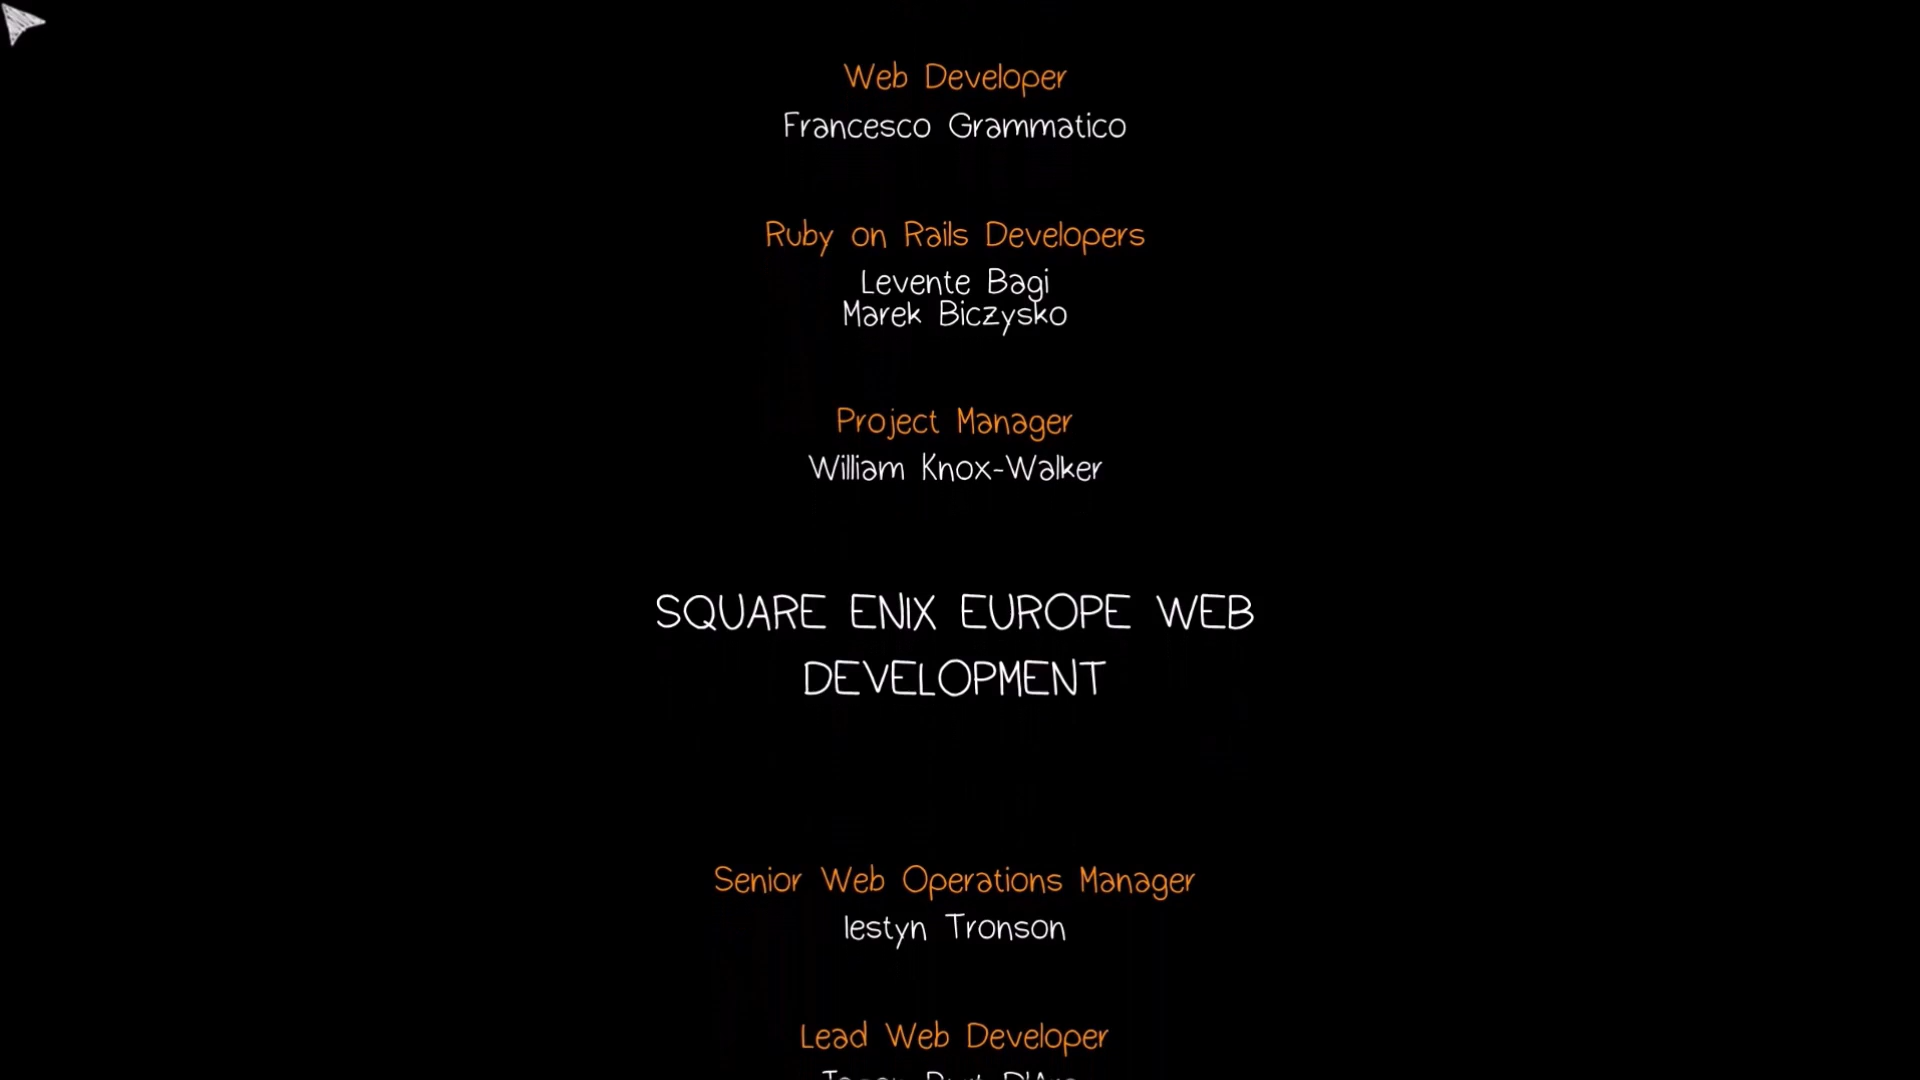 Web Developer
Francesco Grammatico
Ruby on Rails Developers
Levente Bagi
Marek Biczysko
Project Manager
William Knox-Walker
SQUARE ENIX EUROPE WEB
DEVELOPMENT
Senior Web Operations Manager
Iestyn Tronson
Lead Web Developer